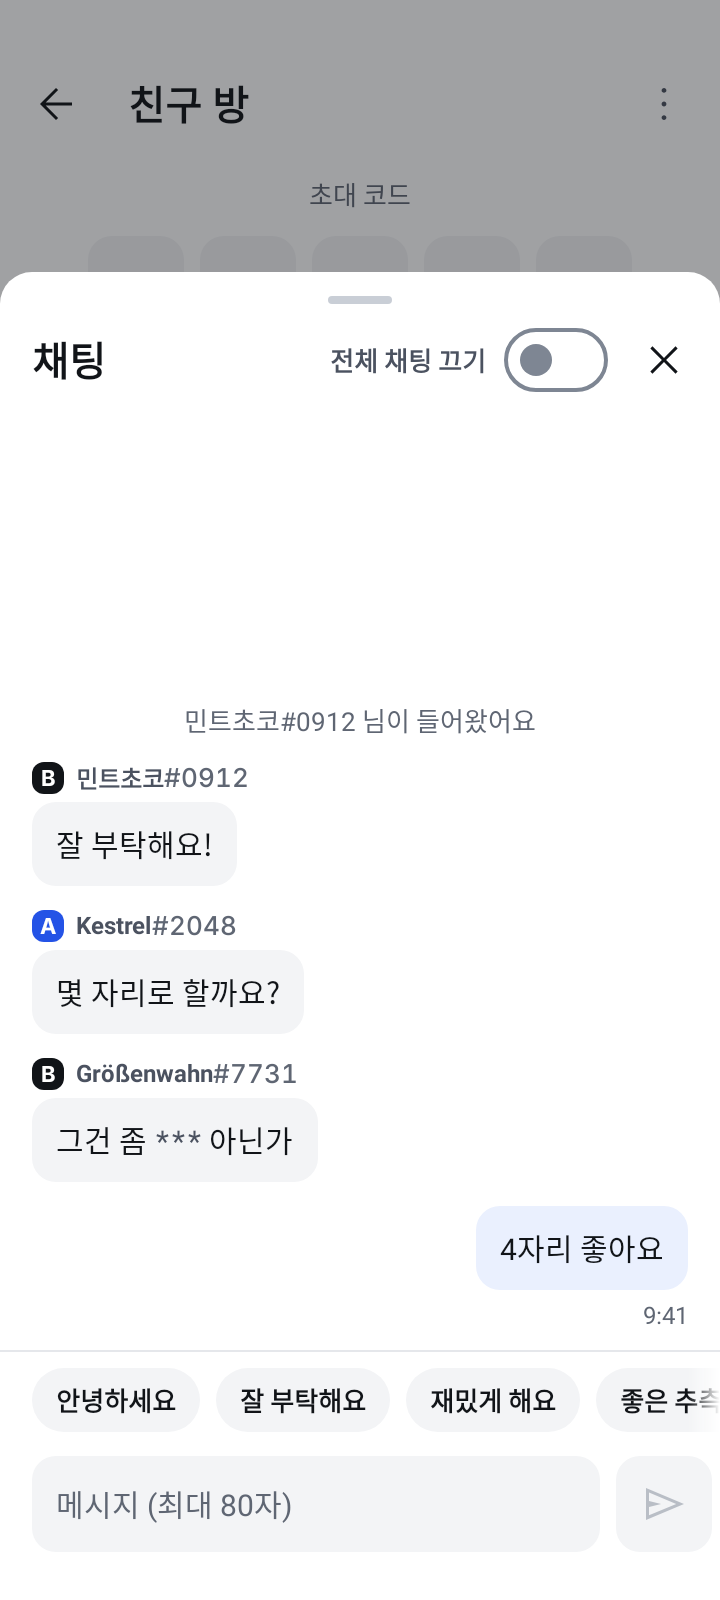 친구 방
초대 코드
채팅
전체 채팅 끄기
민트초코#0912 님이 들어왔어요
B 민트초코#0912
잘 부탁해요!
A Kestrel#2048
몇 자리로 할까요?
B Größenwahn#7731
그건 좀 *** 아닌가
4자리 좋아요
9:41
안녕하세요 잘 부탁해요 재밌게 해요 좋은 추측
메시지 (최대 80자)